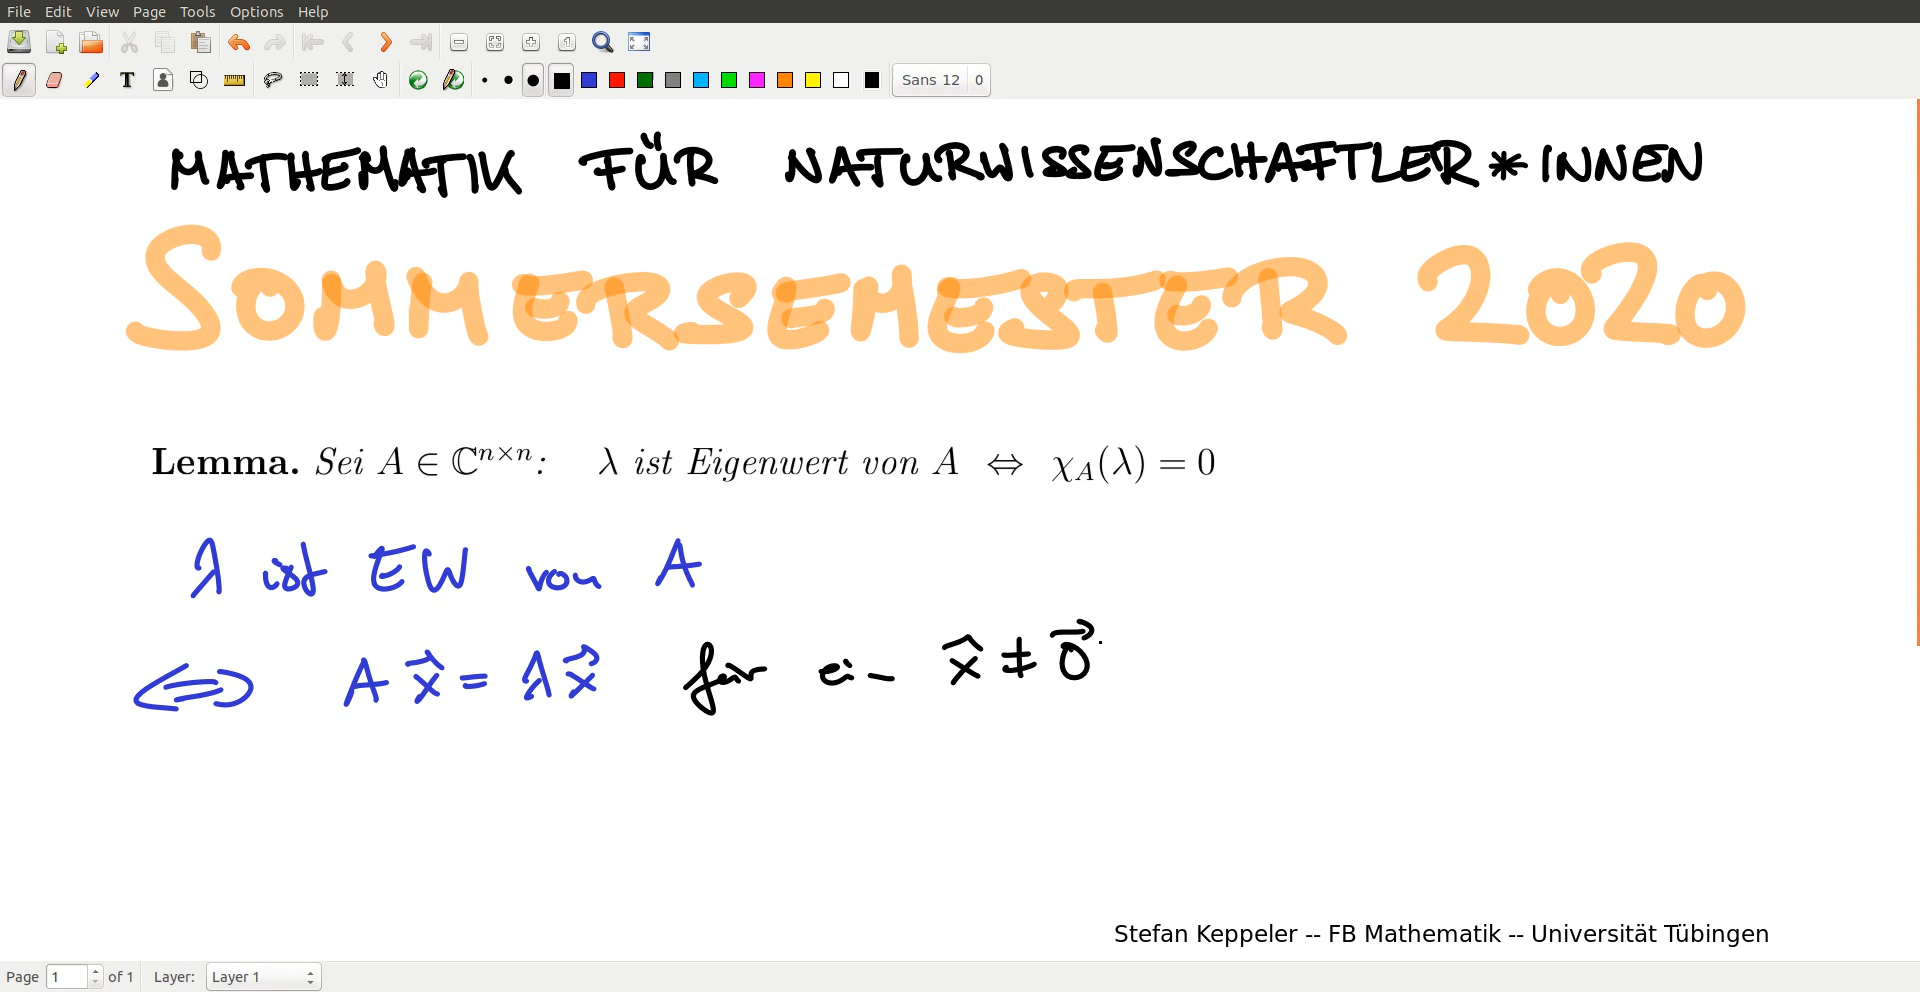 File Edit View Page Tools Options Help
Sans 12 0
MATHEMATIK FÜR NATURWISSENSCHAFTLER*INNEN
SOMMERSEMESTER 2020
Lemma. Sei A ∈ ℂⁿˣⁿ: λ ist Eigenwert von A ⇔ χ_A(λ) = 0
λ ist EW von A
⇔ A x⃗ = λ x⃗ für ein x⃗ ≠ 0⃗
Stefan Keppeler -- FB Mathematik -- Universität Tübingen
Page 1 of 1 Layer: Layer 1